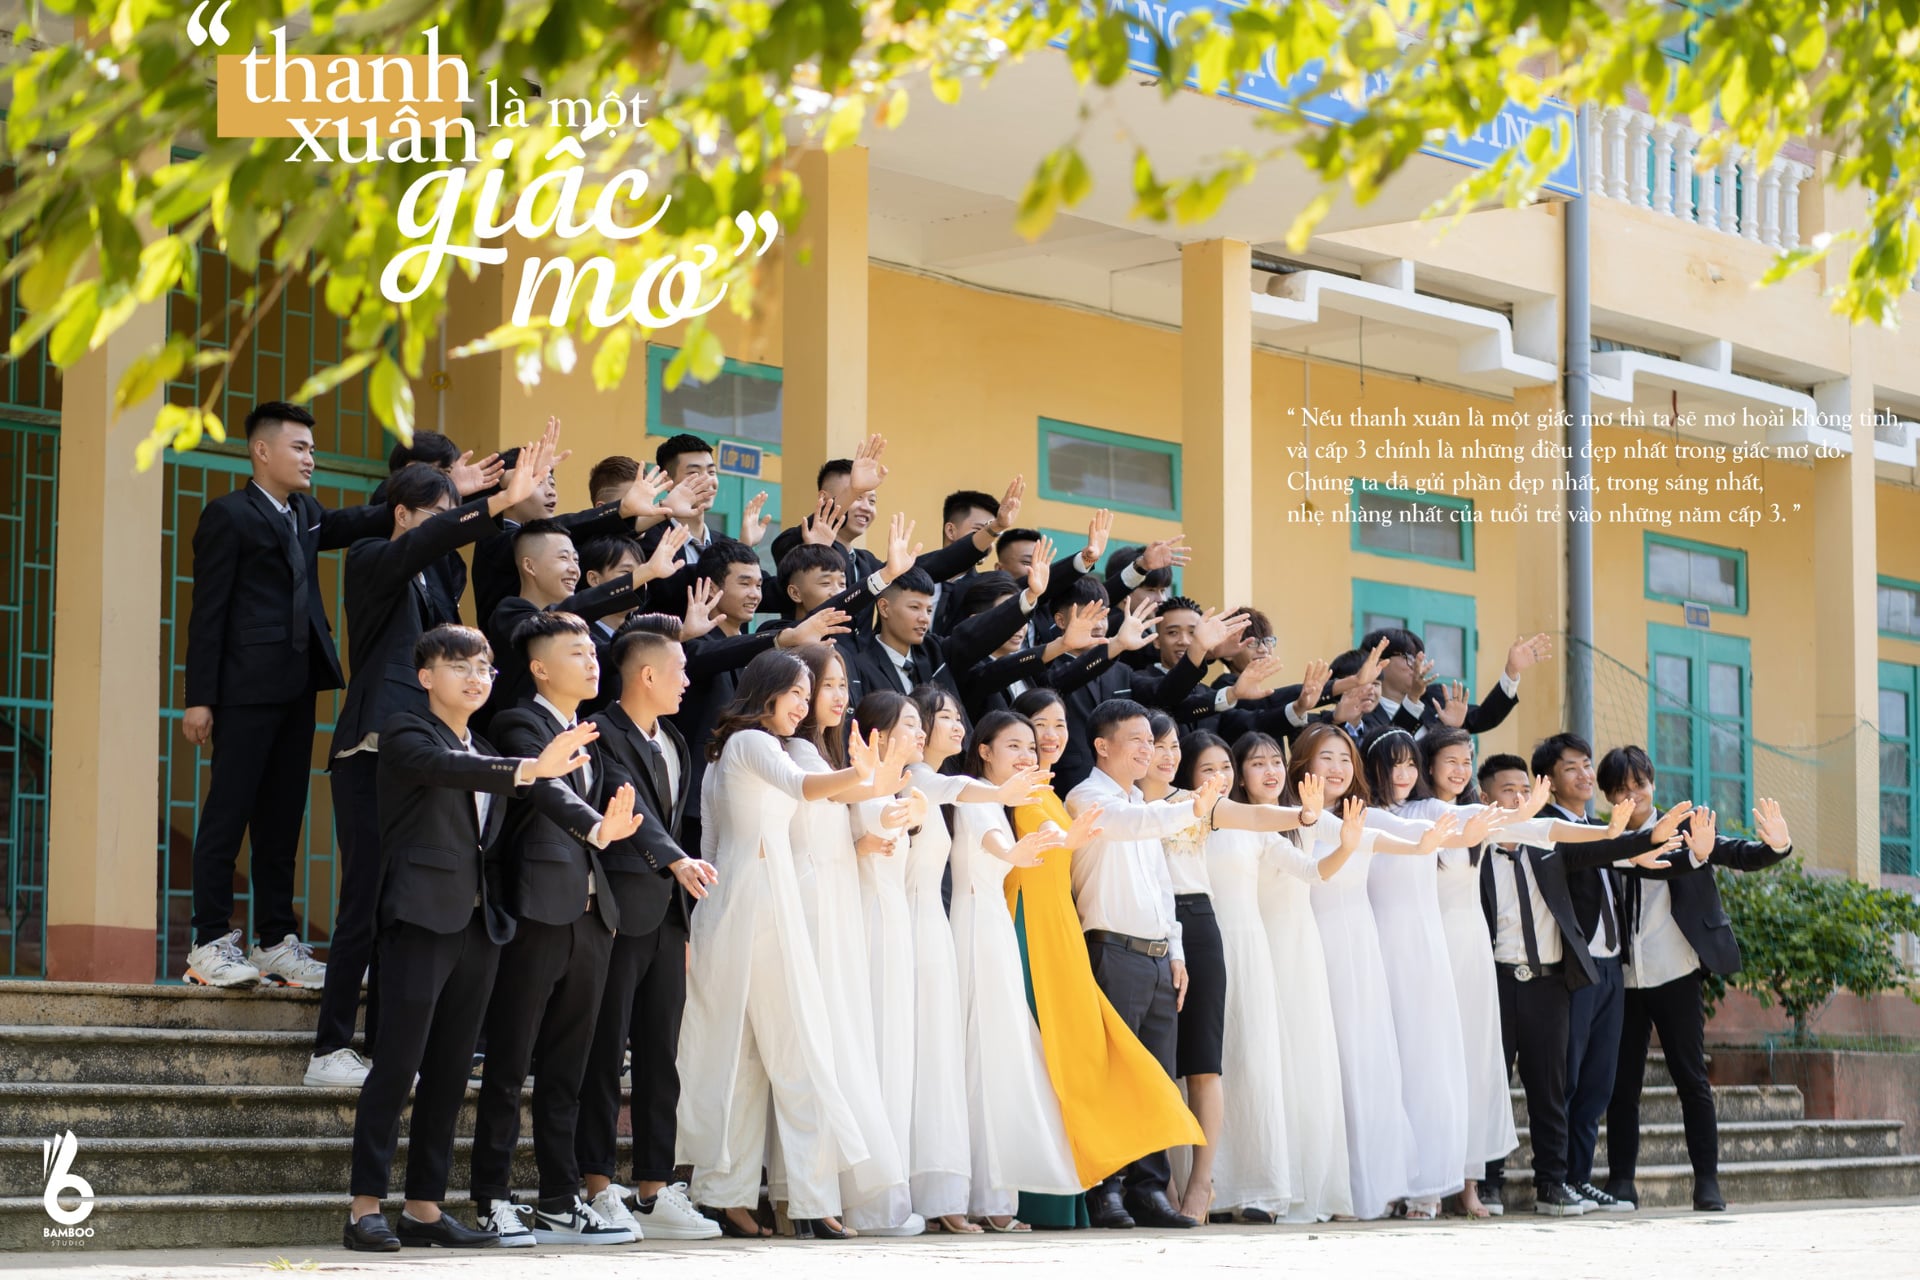 “thanh
xuân là một
giấc
mơ”
LỚP 101
“ Nếu thanh xuân là một giấc mơ thì ta sẽ mơ hoài không tỉnh,
và cấp 3 chính là những điều đẹp nhất trong giấc mơ đó.
Chúng ta đã gửi phần đẹp nhất, trong sáng nhất,
nhẹ nhàng nhất của tuổi trẻ vào những năm cấp 3. ”
BAMBOO
STUDIO